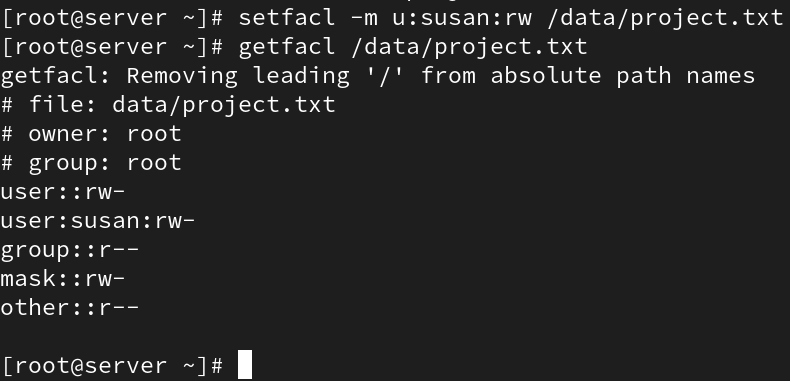 [root@server ~]# setfacl -m u:susan:rw /data/project.txt
[root@server ~]# getfacl /data/project.txt
getfacl: Removing leading '/' from absolute path names
# file: data/project.txt
# owner: root
# group: root
user::rw-
user:susan:rw-
group::r--
mask::rw-
other::r--
[root@server ~]#